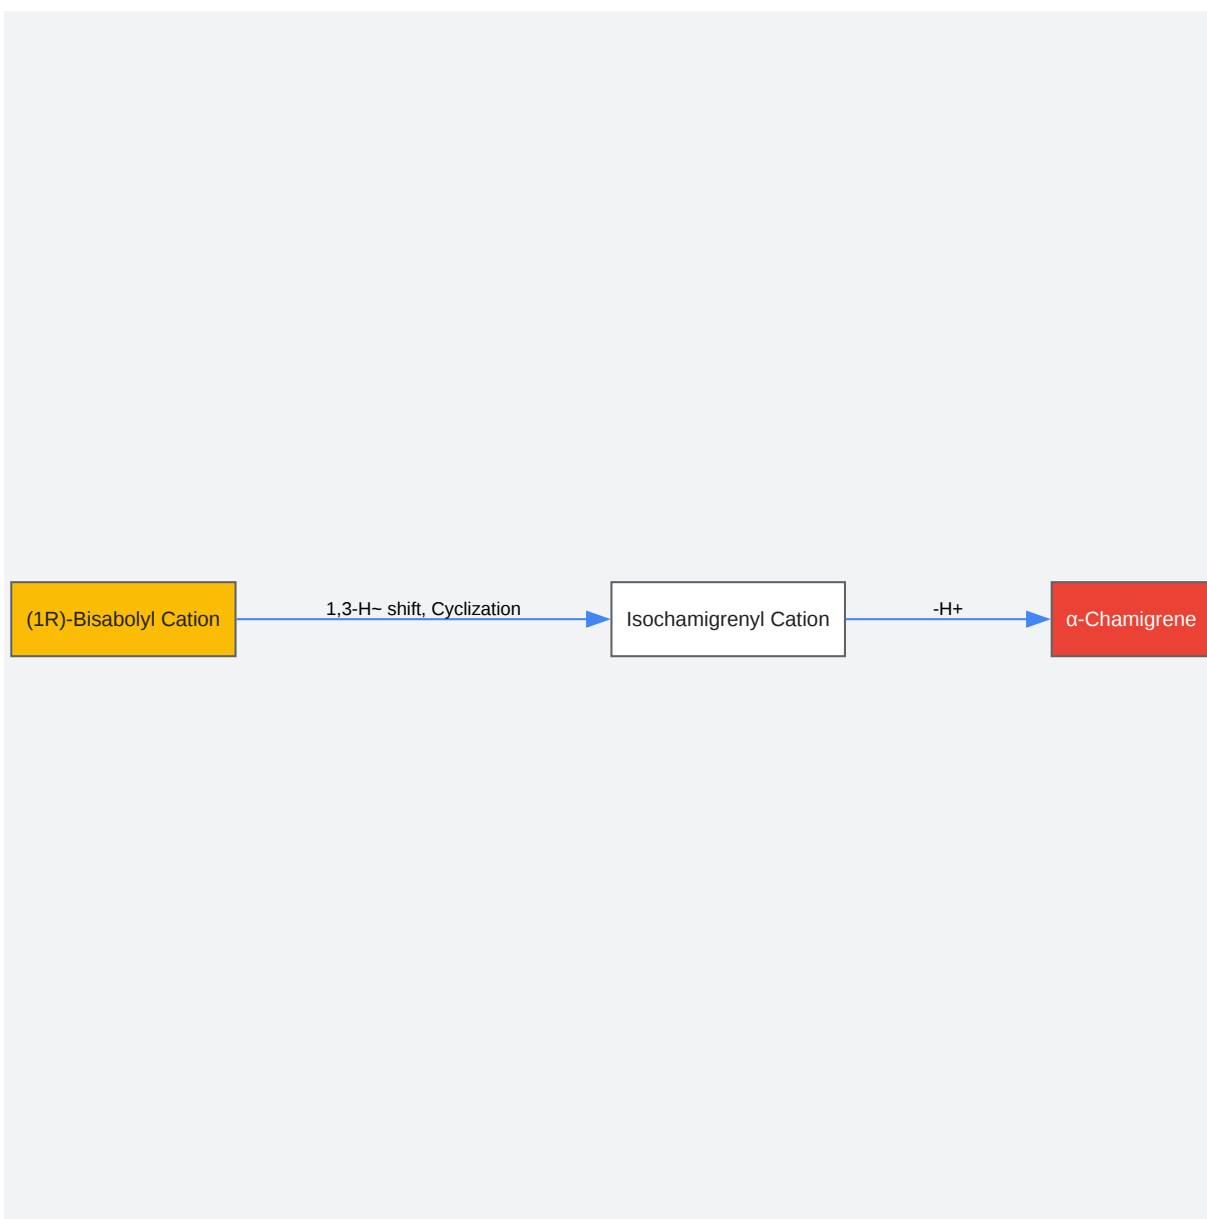 (1R)-Bisabolyl Cation
1,3-H~ shift, Cyclization
Isochamigrenyl Cation
-H+
α-Chamigrene